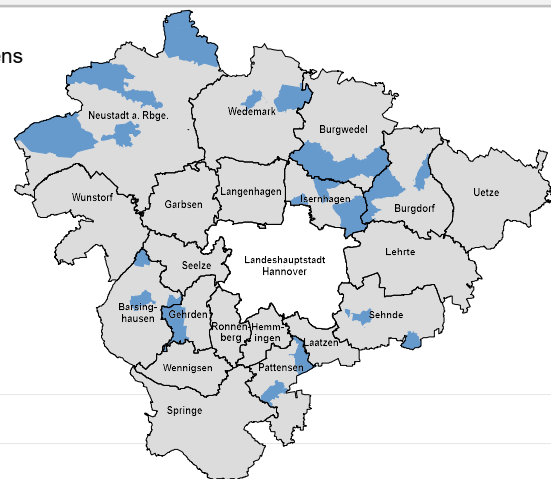 ens
Neustadt a. Rbge.
Wedemark
Burgwedel
Wunstorf
Garbsen
Langenhagen
Isernhagen
Burgdorf
Uetze
Seelze
Landeshauptstadt
Hannover
Lehrte
Barsing-
hausen
Gehrden
Ronnen-
berg
Hemm-
ingen
Laatzen
Sehnde
Wennigsen
Pattensen
Springe